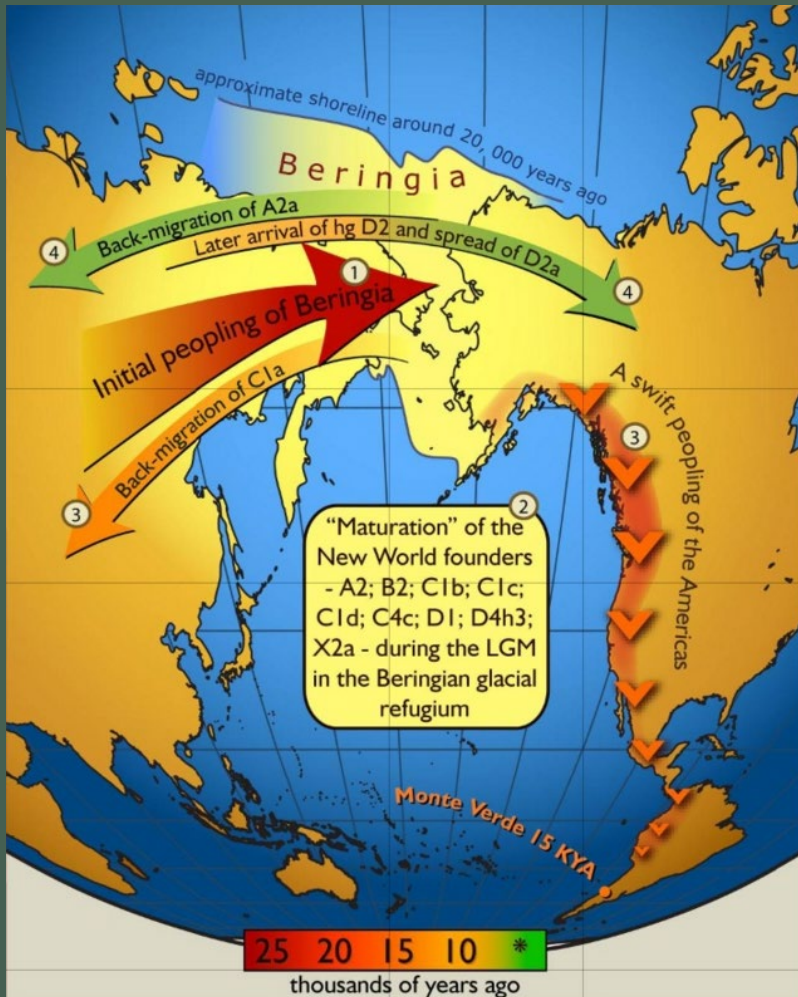 approximate shoreline around 20, 000 years ago
Beringia
Back-migration of A2a
Later arrival of hg D2 and spread of D2a
4
4
1
Initial peopling of Beringia
Back-migration of C1a
3
A swift peopling of the Americas
3
2
“Maturation” of the
New World founders
- A2; B2; C1b; C1c;
C1d; C4c; D1; D4h3;
X2a - during the LGM
in the Beringian glacial
refugium
Monte Verde 15 KYA
25 20 15 10 *
thousands of years ago